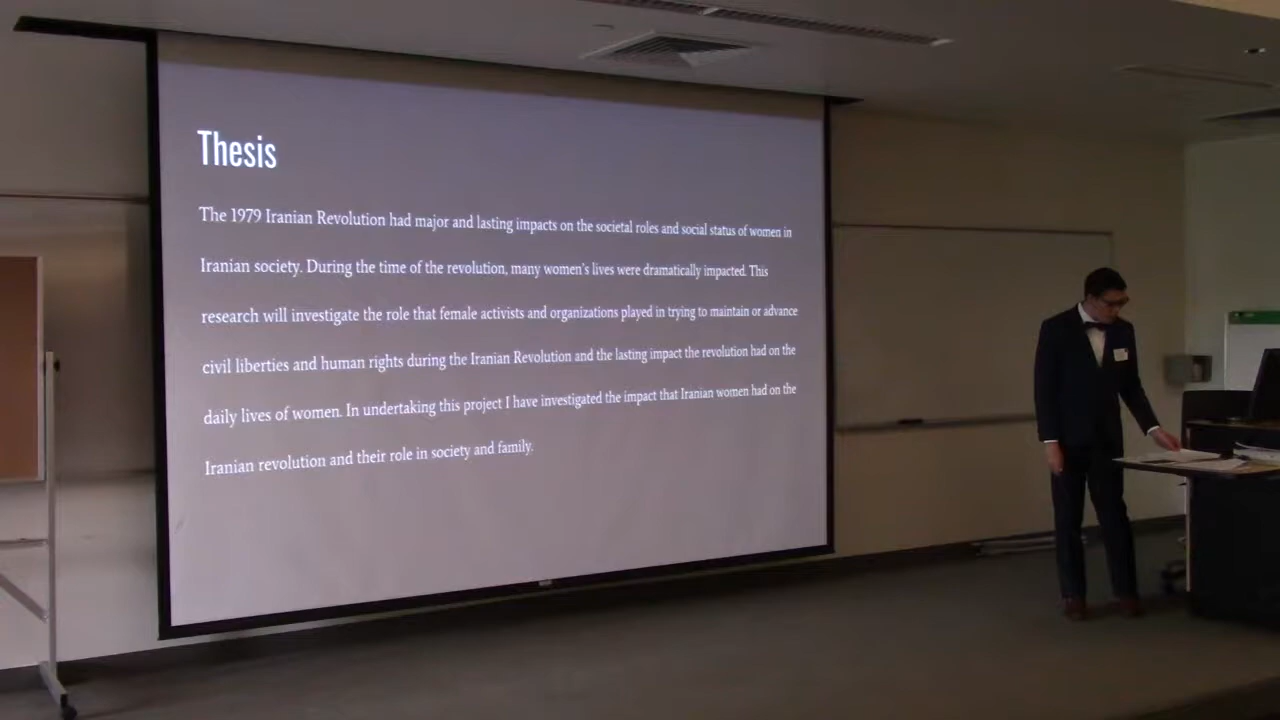 Thesis
The 1979 Iranian Revolution had major and lasting impacts on the societal roles and social status of women in
Iranian society. During the time of the revolution, many women's lives were dramatically impacted. This
research will investigate the role that female activists and organizations played in trying to maintain or advance
civil liberties and human rights during the Iranian Revolution and the lasting impact the revolution had on the
daily lives of women. In undertaking this project I have investigated the impact that Iranian women had on the
Iranian revolution and their role in society and family.